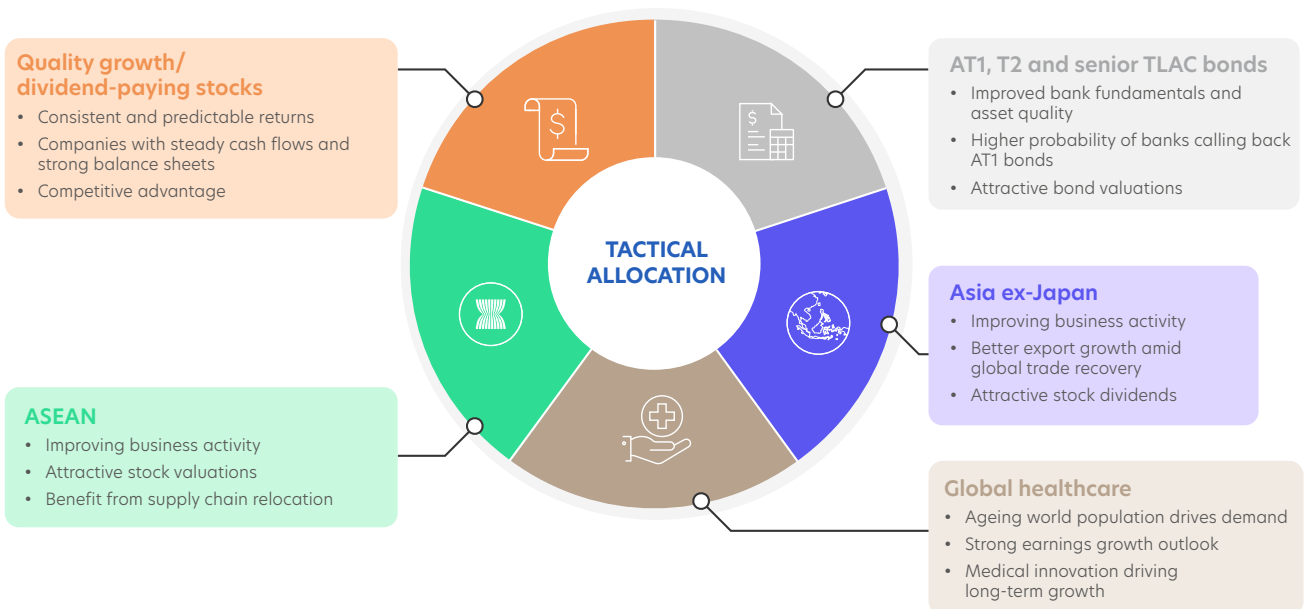 Quality growth/
dividend-paying stocks
• Consistent and predictable returns
• Companies with steady cash flows and
strong balance sheets
• Competitive advantage
AT1, T2 and senior TLAC bonds
• Improved bank fundamentals and
asset quality
• Higher probability of banks calling back
AT1 bonds
• Attractive bond valuations
$
$
TACTICAL
ALLOCATION
Asia ex-Japan
• Improving business activity
• Better export growth amid
global trade recovery
• Attractive stock dividends
ASEAN
• Improving business activity
• Attractive stock valuations
• Benefit from supply chain relocation
Global healthcare
• Ageing world population drives demand
• Strong earnings growth outlook
• Medical innovation driving
long-term growth